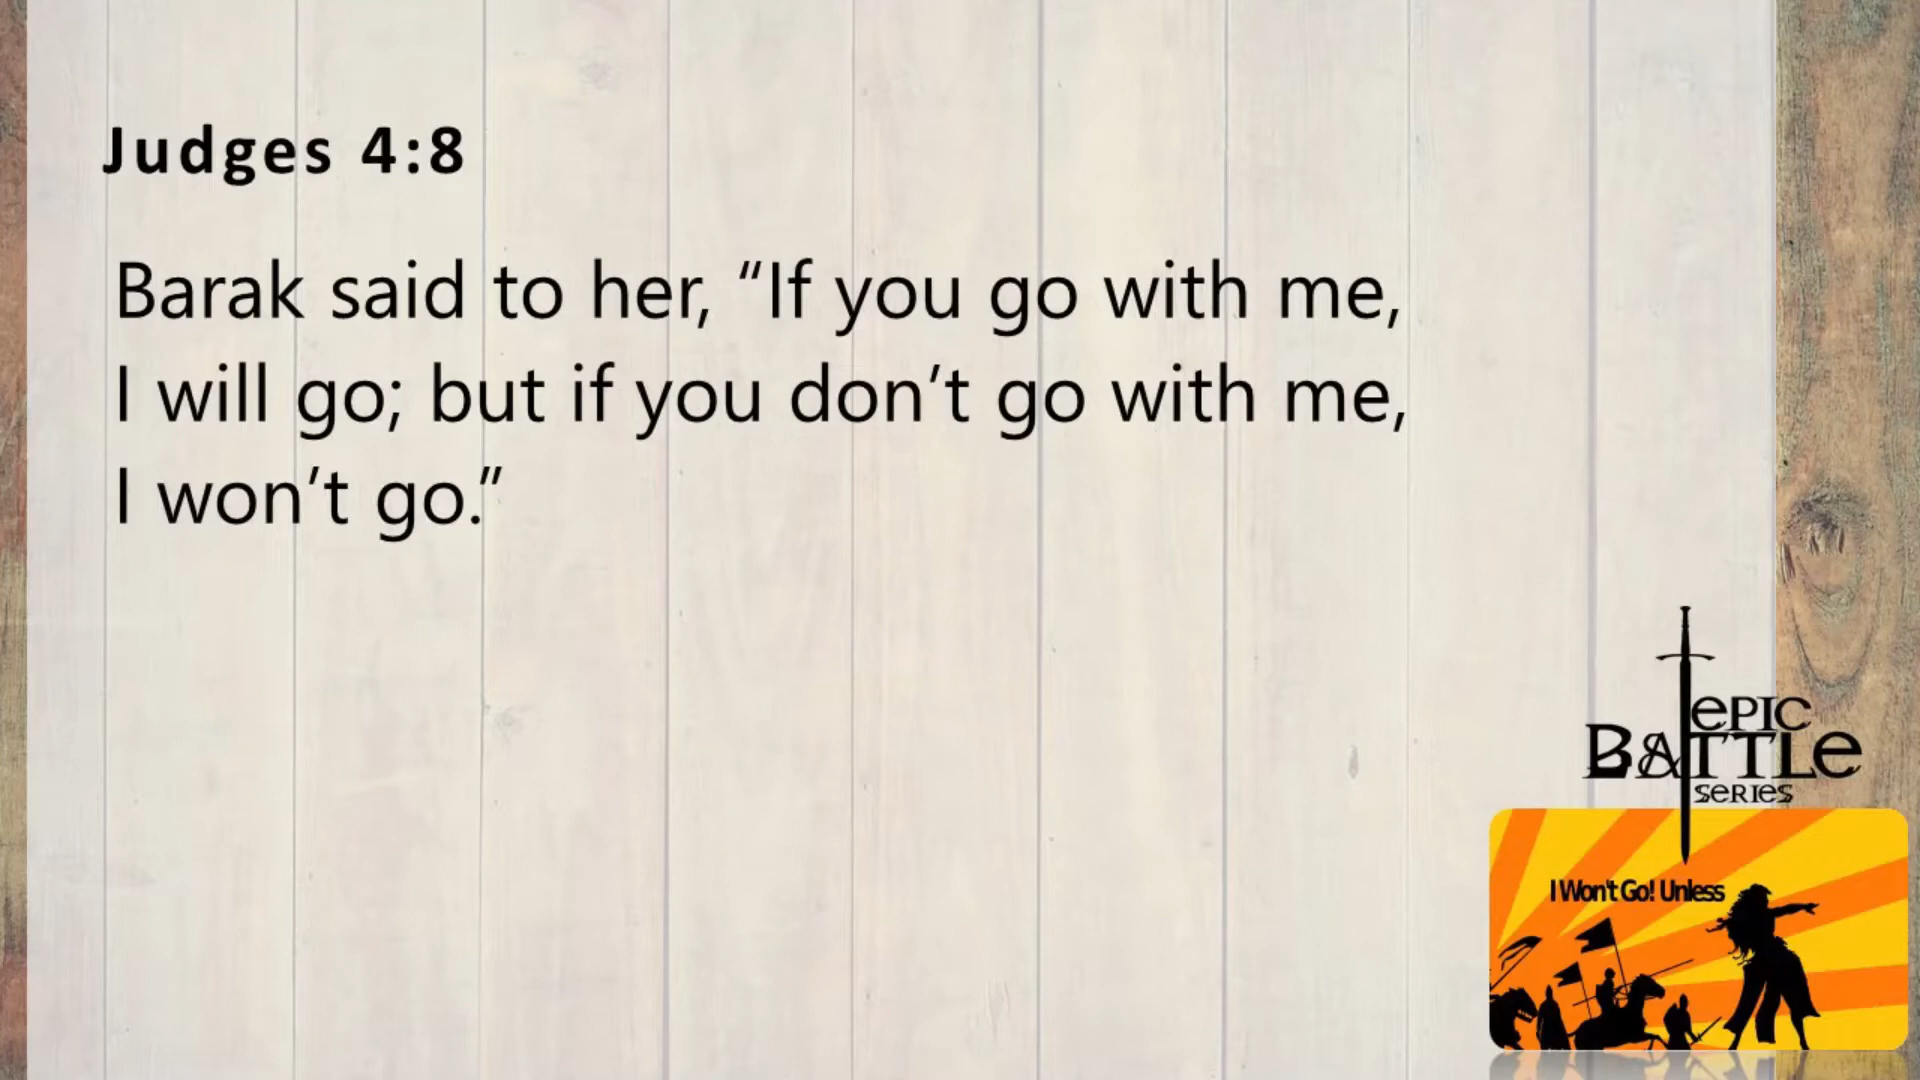 Judges 4:8
Barak said to her, “If you go with me,
I will go; but if you don’t go with me,
I won’t go.”
EPIC
BATTLE
SERIES
I Won't Go! Unless